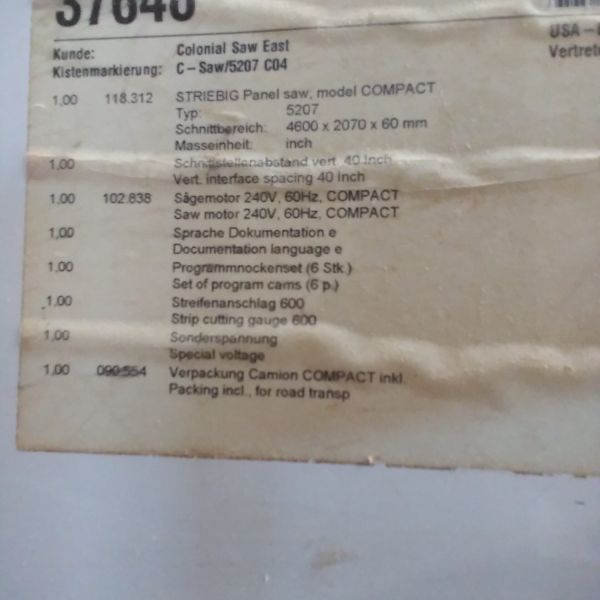 37648
USA –
Kunde: Colonial Saw East
Kistenmarkierung: C – Saw/5207 C04
1,00 118.312 STRIEBIG Panel saw, model COMPACT
Typ: 5207
Schnittbereich: 4600 x 2070 x 60 mm
Masseinheit: inch
1,00 Schnittstellenabstand vert. 40 Inch
Vert. interface spacing 40 Inch
1,00 102.838 Sägemotor 240V, 60Hz, COMPACT
Saw motor 240V, 60Hz, COMPACT
1,00 Sprache Dokumentation e
Documentation language e
1,00 Programmnockenset (6 Stk.)
Set of program cams (6 p.)
1,00 Streifenanschlag 600
Strip cutting gauge 600
1,00 Sonderspannung
Special voltage
1,00 090.554 Verpackung Camion COMPACT inkl.
Packing incl., for road transp